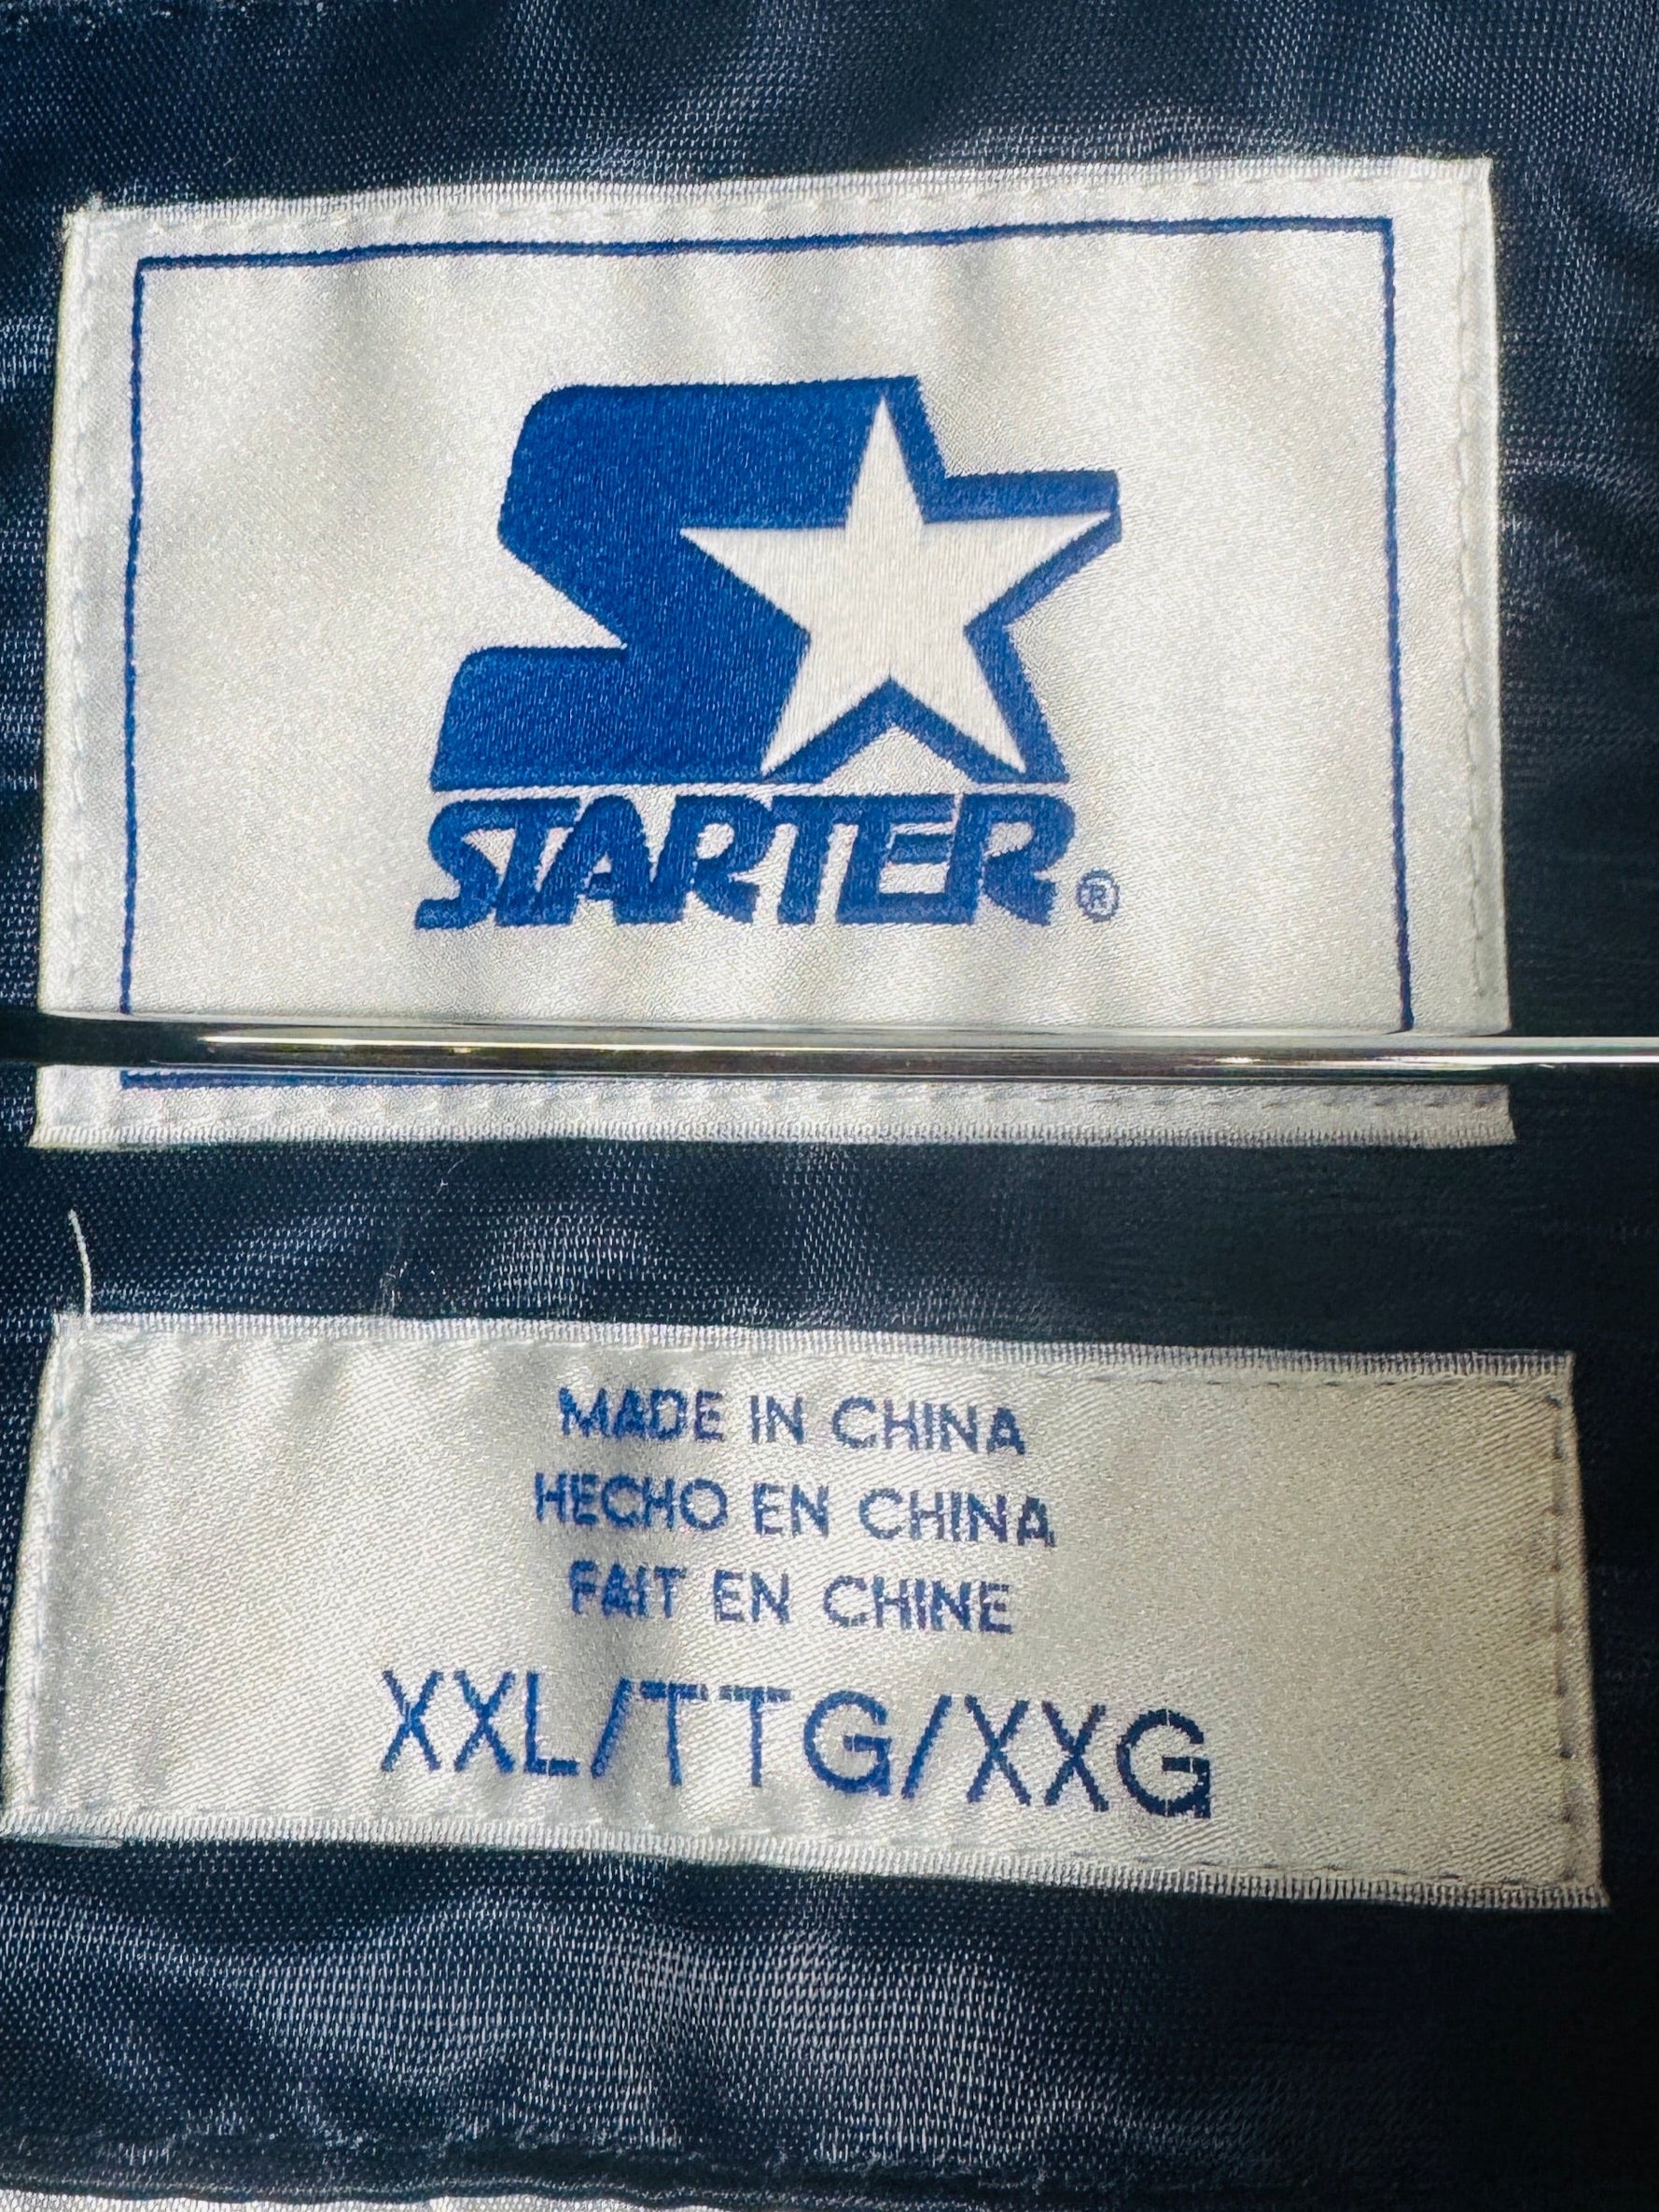 STARTER®
MADE IN CHINA
HECHO EN CHINA
FAIT EN CHINE
XXL/TTG/XXG